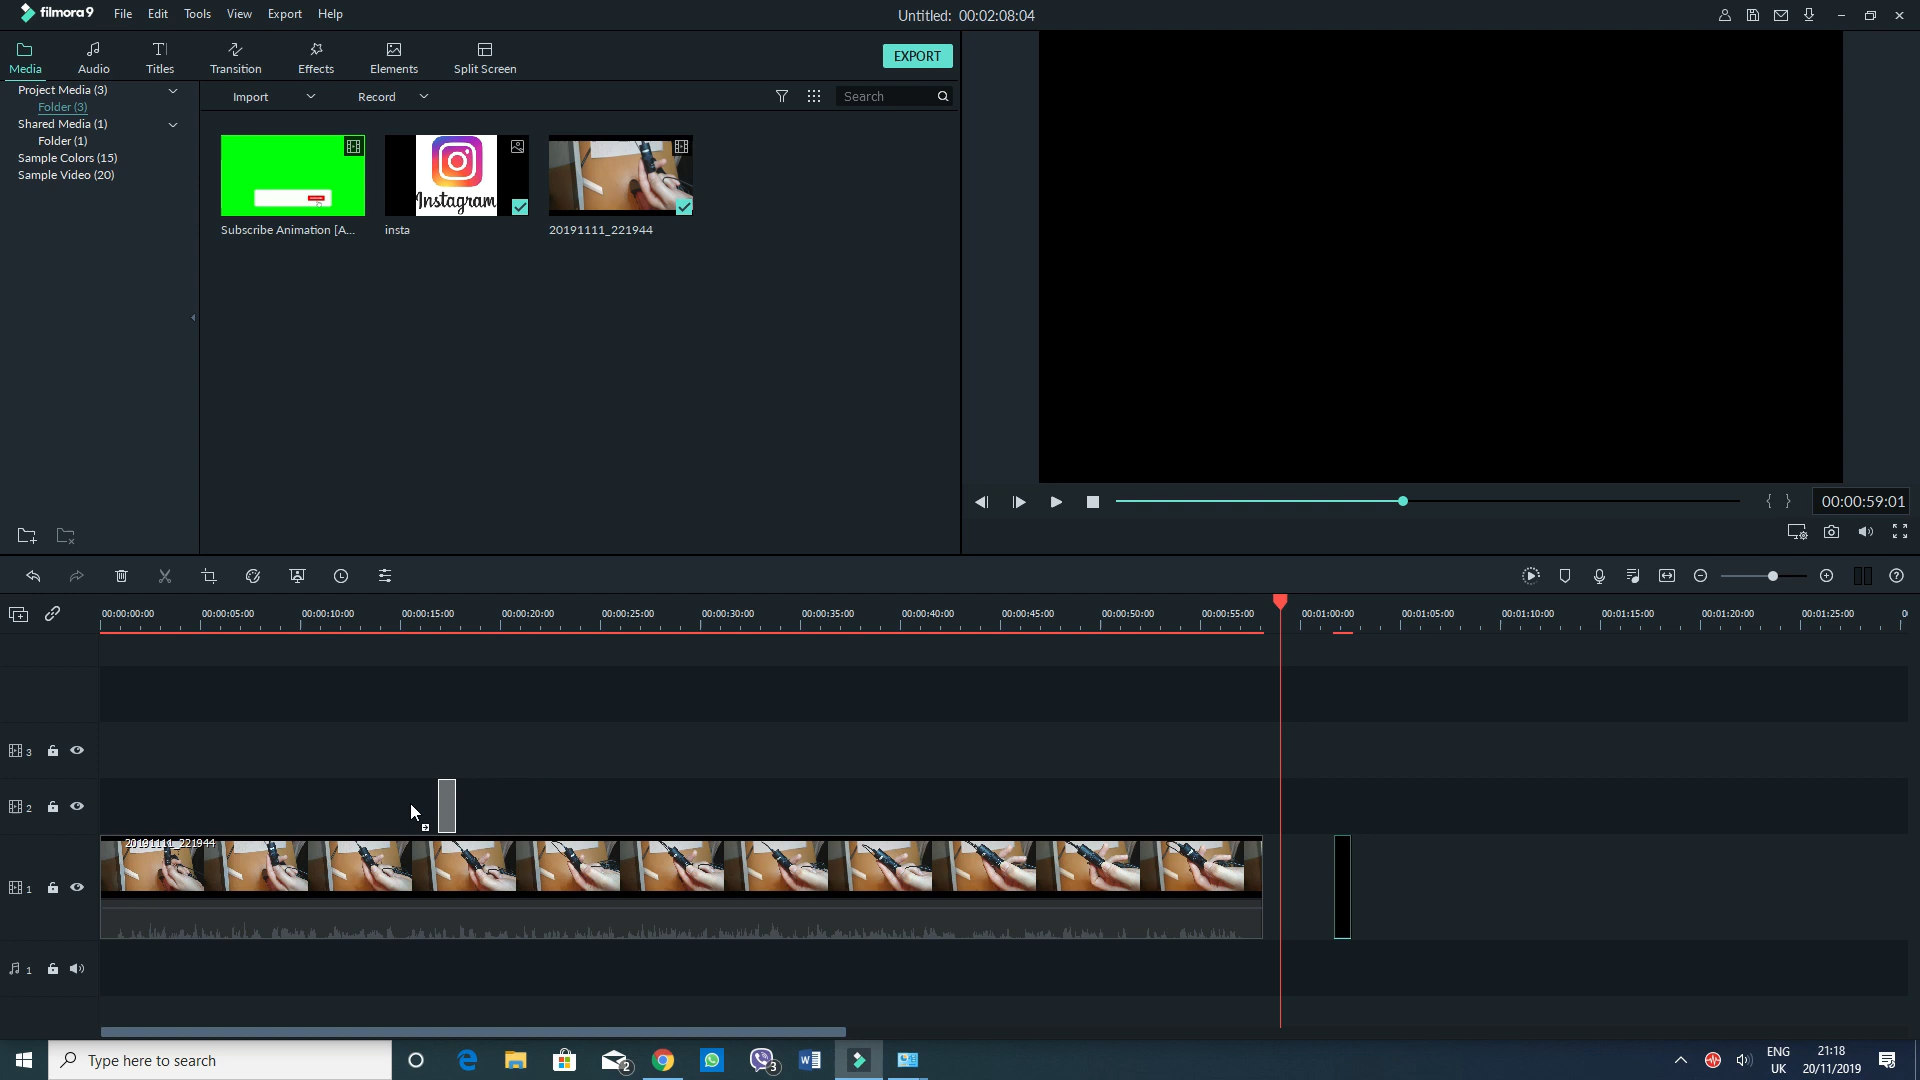 filmora9 File Edit Tools View Export Help
Untitled: 00:02:08:04
Media Audio Titles Transition Effects Elements Split Screen
EXPORT
Project Media (3)
Folder (3)
Shared Media (1)
Folder (1)
Sample Colors (15)
Sample Video (20)
Import Record Search
Instagram
Subscribe Animation [A... insta 20191111_221944
{ } 00:00:59:01
00:00:00:00 00:00:05:00 00:00:10:00 00:00:15:00 00:00:20:00 00:00:25:00 00:00:30:00 00:00:35:00 00:00:40:00 00:00:45:00 00:00:50:00 00:00:55:00 00:01:00:00 00:01:05:00 00:01:10:00 00:01:15:00 00:01:20:00 00:01:25:00
3
2
20191111_221944
1
1
Type here to search
2
3
ENG
UK
21:18
20/11/2019